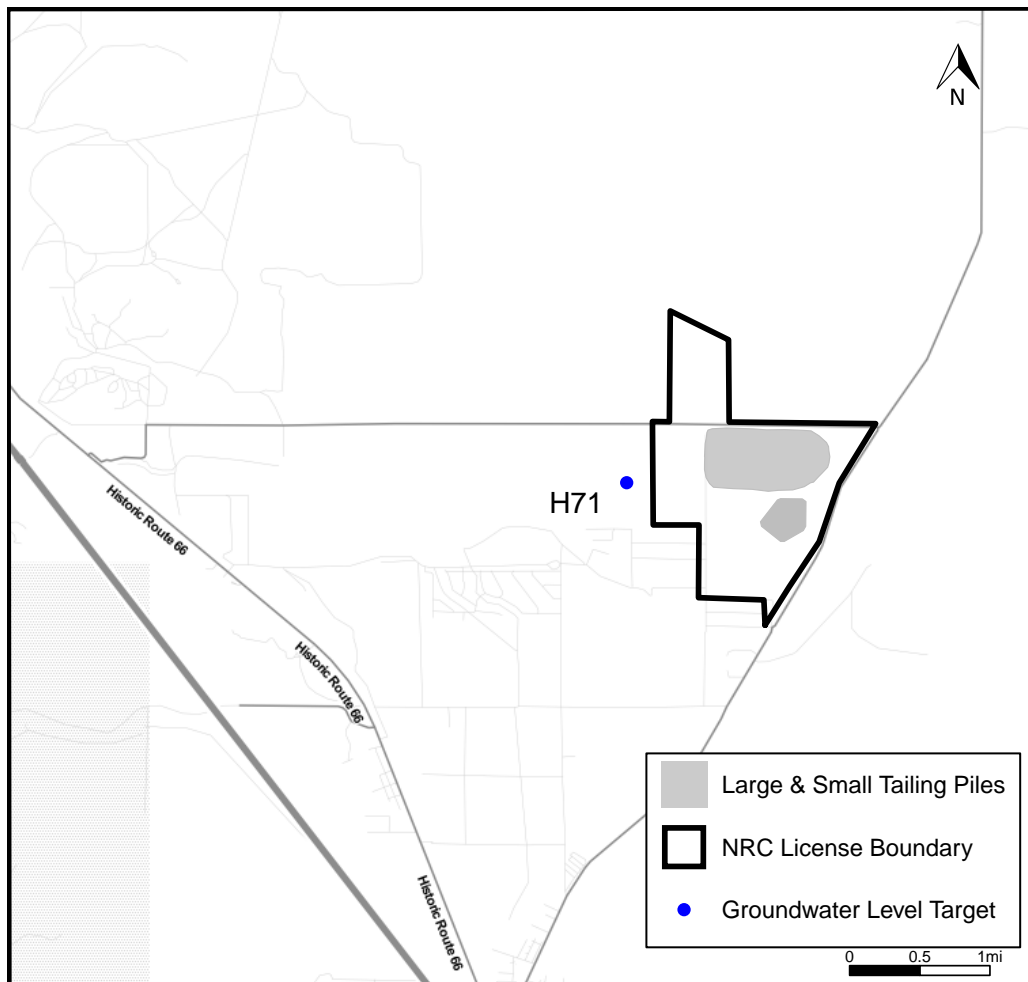 N
H71
Historic Route 66
Historic Route 66
Historic Route 66
Large & Small Tailing Piles
NRC License Boundary
Groundwater Level Target
0 0.5 1mi